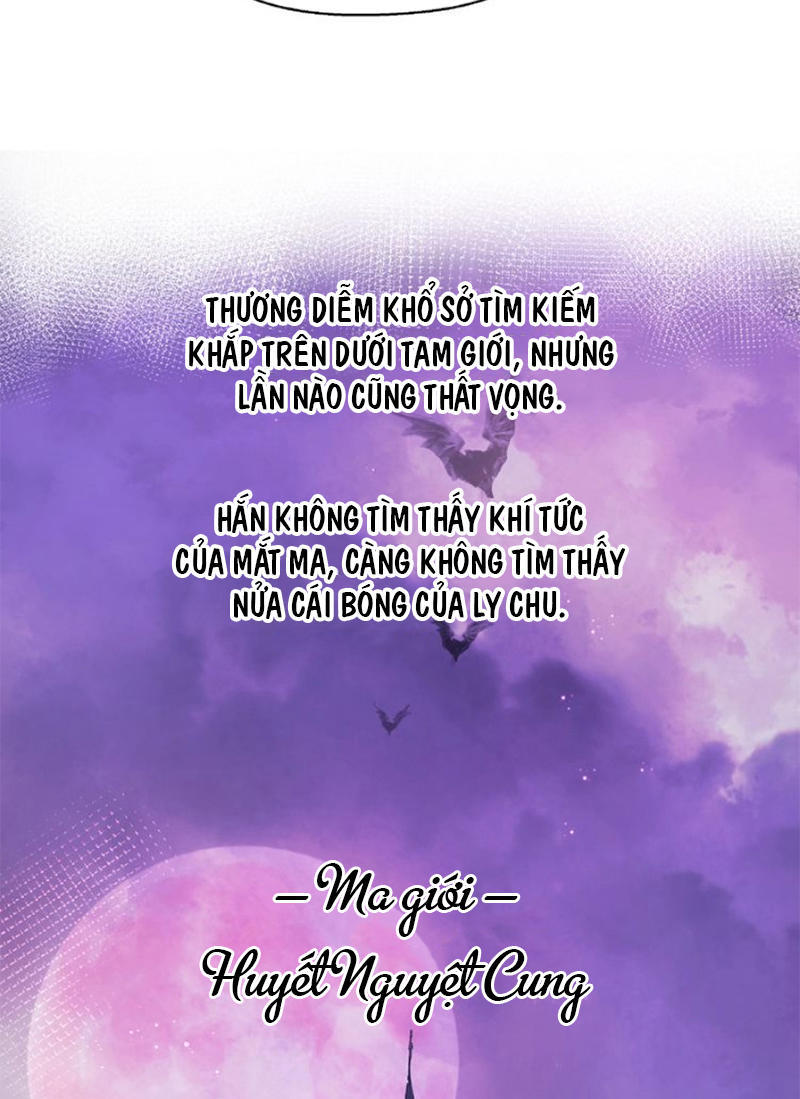 THƯƠNG DIỄM KHỔ SỞ TÌM KIẾM
KHẮP TRÊN DƯỚI TAM GIỚI, NHƯNG
LẦN NÀO CŨNG THẤT VỌNG.
HẮN KHÔNG TÌM THẤY KHÍ TỨC
CỦA MẮT MA, CÀNG KHÔNG TÌM THẤY
NỬA CÁI BÓNG CỦA LY CHU.
— Ma giới —
Huyết Nguyệt Cung